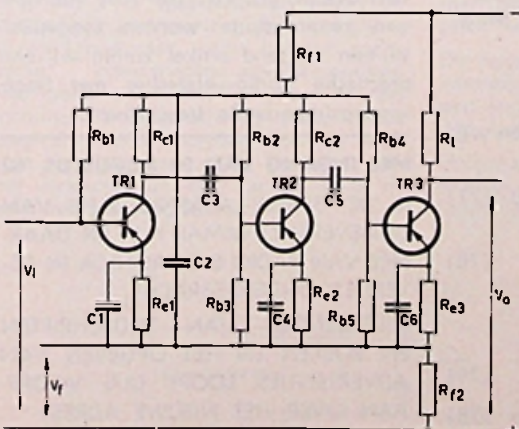 Rf1
Rb1
Rc1
Rb2
Rc2
Rb4
Rl
TR1
C3
TR2
C5
TR3
Vi
C2
Vo
C1
Re1
Rb3
C4
Re2
Rb5
C6
Re3
Vf
Rf2